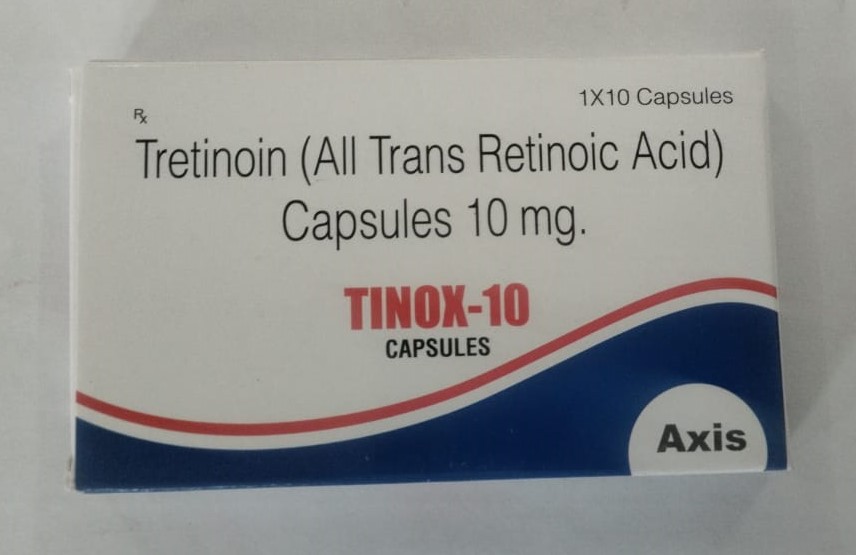 1X10 Capsules
Rx
Tretinoin (All Trans Retinoic Acid)
Capsules 10 mg.
TINOX-10
CAPSULES
Axis